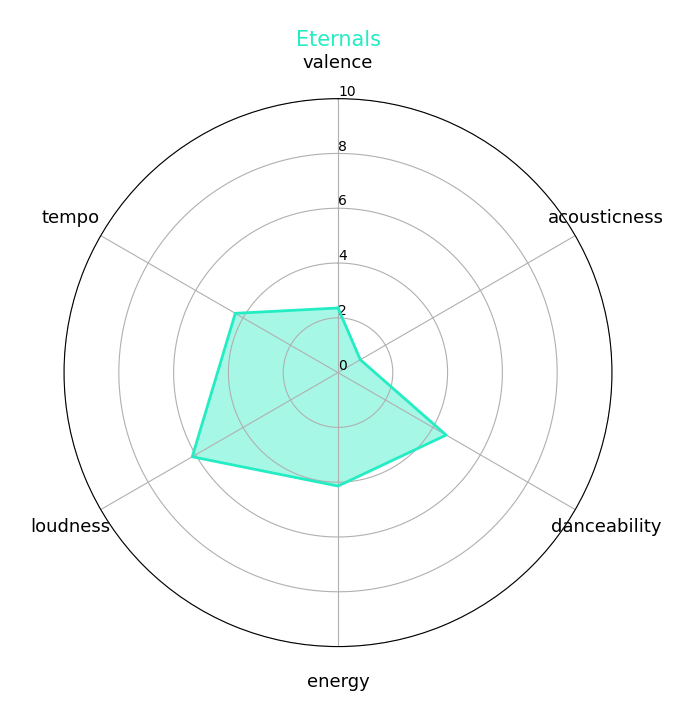 Eternals
valence
10
8
tempo
acousticness
6
4
2
0
loudness
danceability
energy